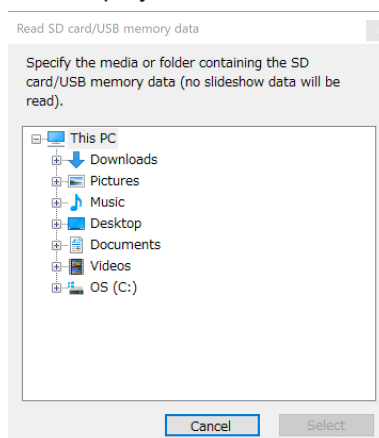 Read SD card/USB memory data
Specify the media or folder containing the SD
card/USB memory data (no slideshow data will be
read).
This PC
Downloads
Pictures
Music
Desktop
Documents
Videos
OS (C:)
Cancel
Select